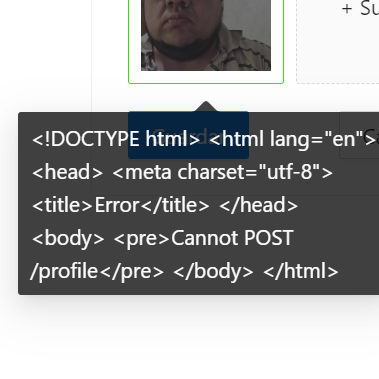 + Su
<!DOCTYPE html> <html lang="en">
<head> <meta charset="utf-8">
<title>Error</title> </head>
<body> <pre>Cannot POST
/profile</pre> </body> </html>